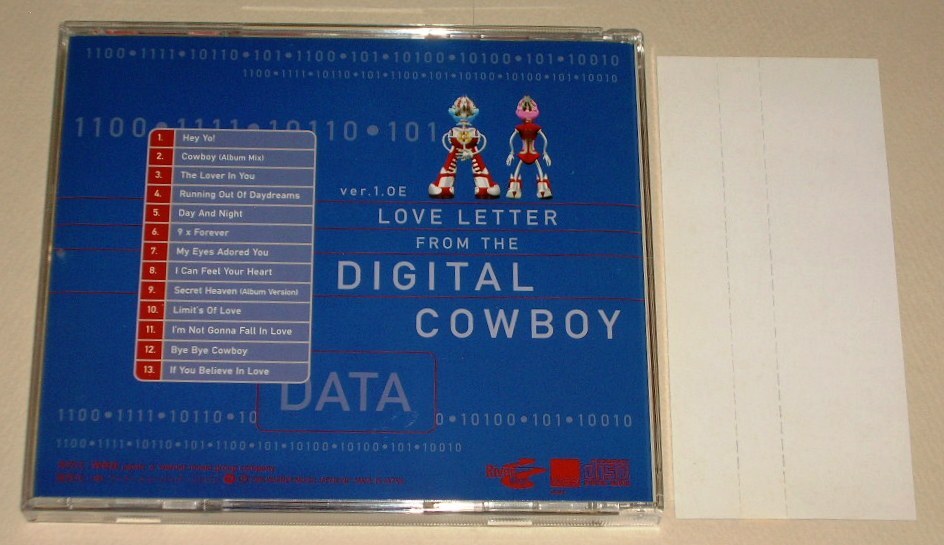 1100•1111•10110•101•1100•101•10100•10100•101•10010
1100•1111•10110•101•1100•101•10100•10100•101•10010
1100•1111•10110•101
1. Hey Yo!
2. Cowboy (Album Mix)
3. The Lover In You
4. Running Out Of Daydreams
5. Day And Night
6. 9 x Forever
7. My Eyes Adored You
8. I Can Feel Your Heart
9. Secret Heaven (Album Version)
10. Limit's Of Love
11. I'm Not Gonna Fall In Love
12. Bye Bye Cowboy
13. If You Believe In Love
ver.1.0E
LOVE LETTER
FROM THE
DIGITAL
COWBOY
DATA
1100•1111•10110•10
0•10100•101•10010
1100•1111•10110•101•1100•101•10100•10100•101•10010